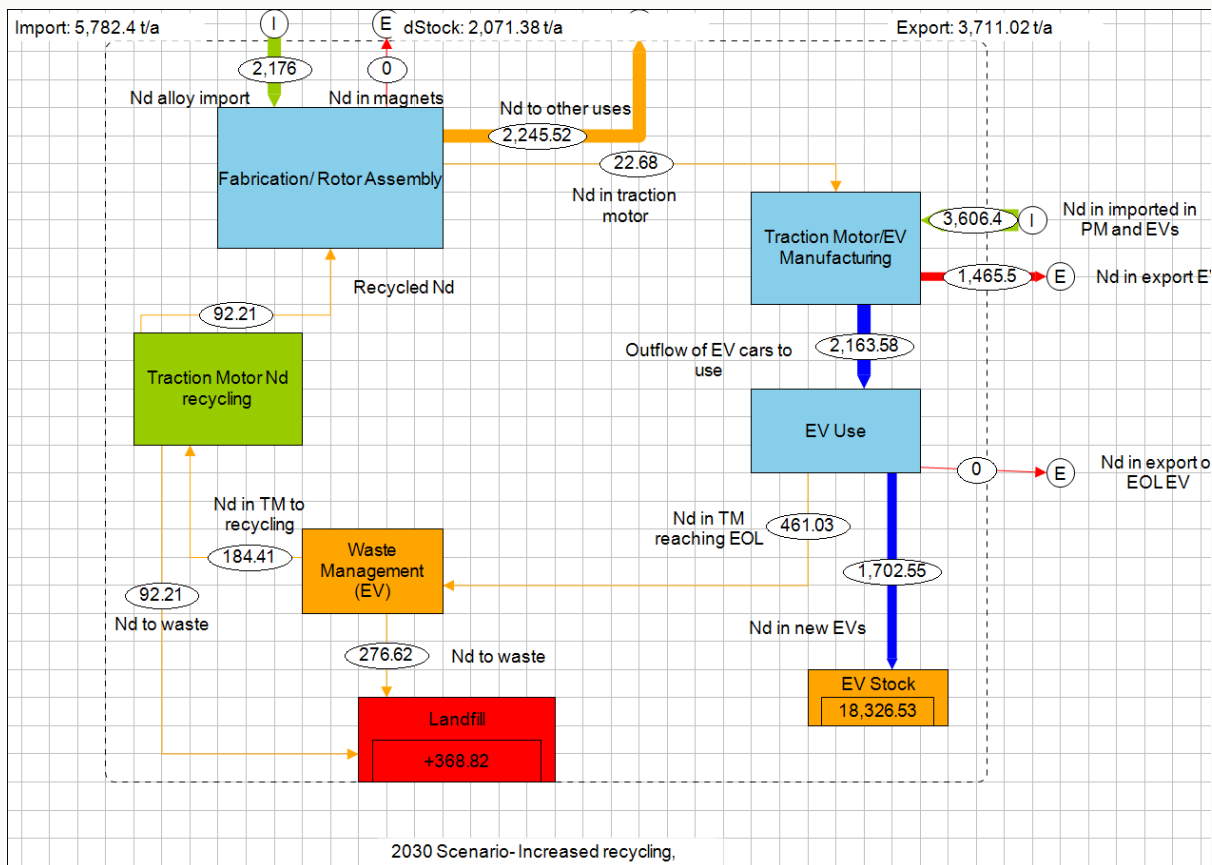 Import: 5,782.4 t/a
I
E
dStock: 2,071.38 t/a
Export: 3,711.02 t/a
2,176
0
Nd alloy import
Nd in magnets
Nd to other uses
2,245.52
Fabrication/ Rotor Assembly
22.68
Nd in traction
motor
Traction Motor/EV
Manufacturing
3,606.4
I
Nd in imported in
PM and EVs
1,465.5
E
Nd in export EV
Recycled Nd
92.21
2,163.58
Outflow of EV cars to
use
Traction Motor Nd
recycling
EV Use
0
E
Nd in export o
EOL EV
Nd in TM to
recycling
184.41
Nd in TM
reaching EOL
461.03
Waste
Management
(EV)
1,702.55
92.21
Nd to waste
Nd in new EVs
276.62
Nd to waste
EV Stock
18,326.53
Landfill
+368.82
2030 Scenario- Increased recycling,